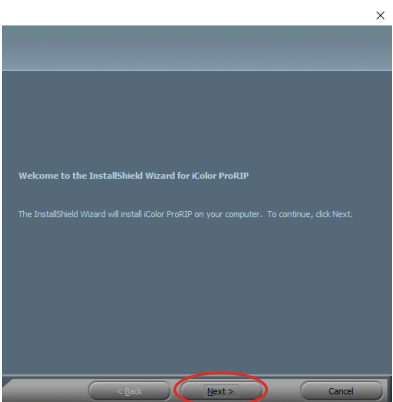 Welcome to the InstallShield Wizard for iColor ProRIP
The InstallShield Wizard will install iColor ProRIP on your computer. To continue, click Next.
< Back
Next >
Cancel